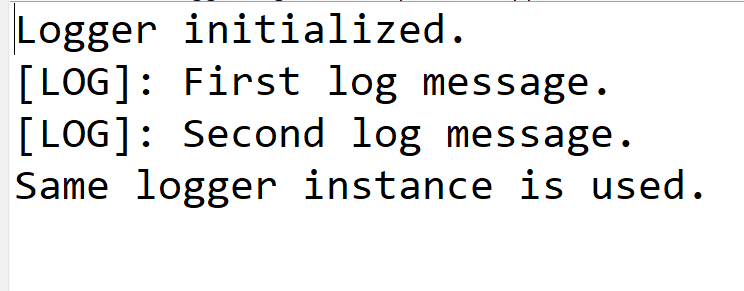 Logger initialized.
[LOG]: First log message.
[LOG]: Second log message.
Same logger instance is used.